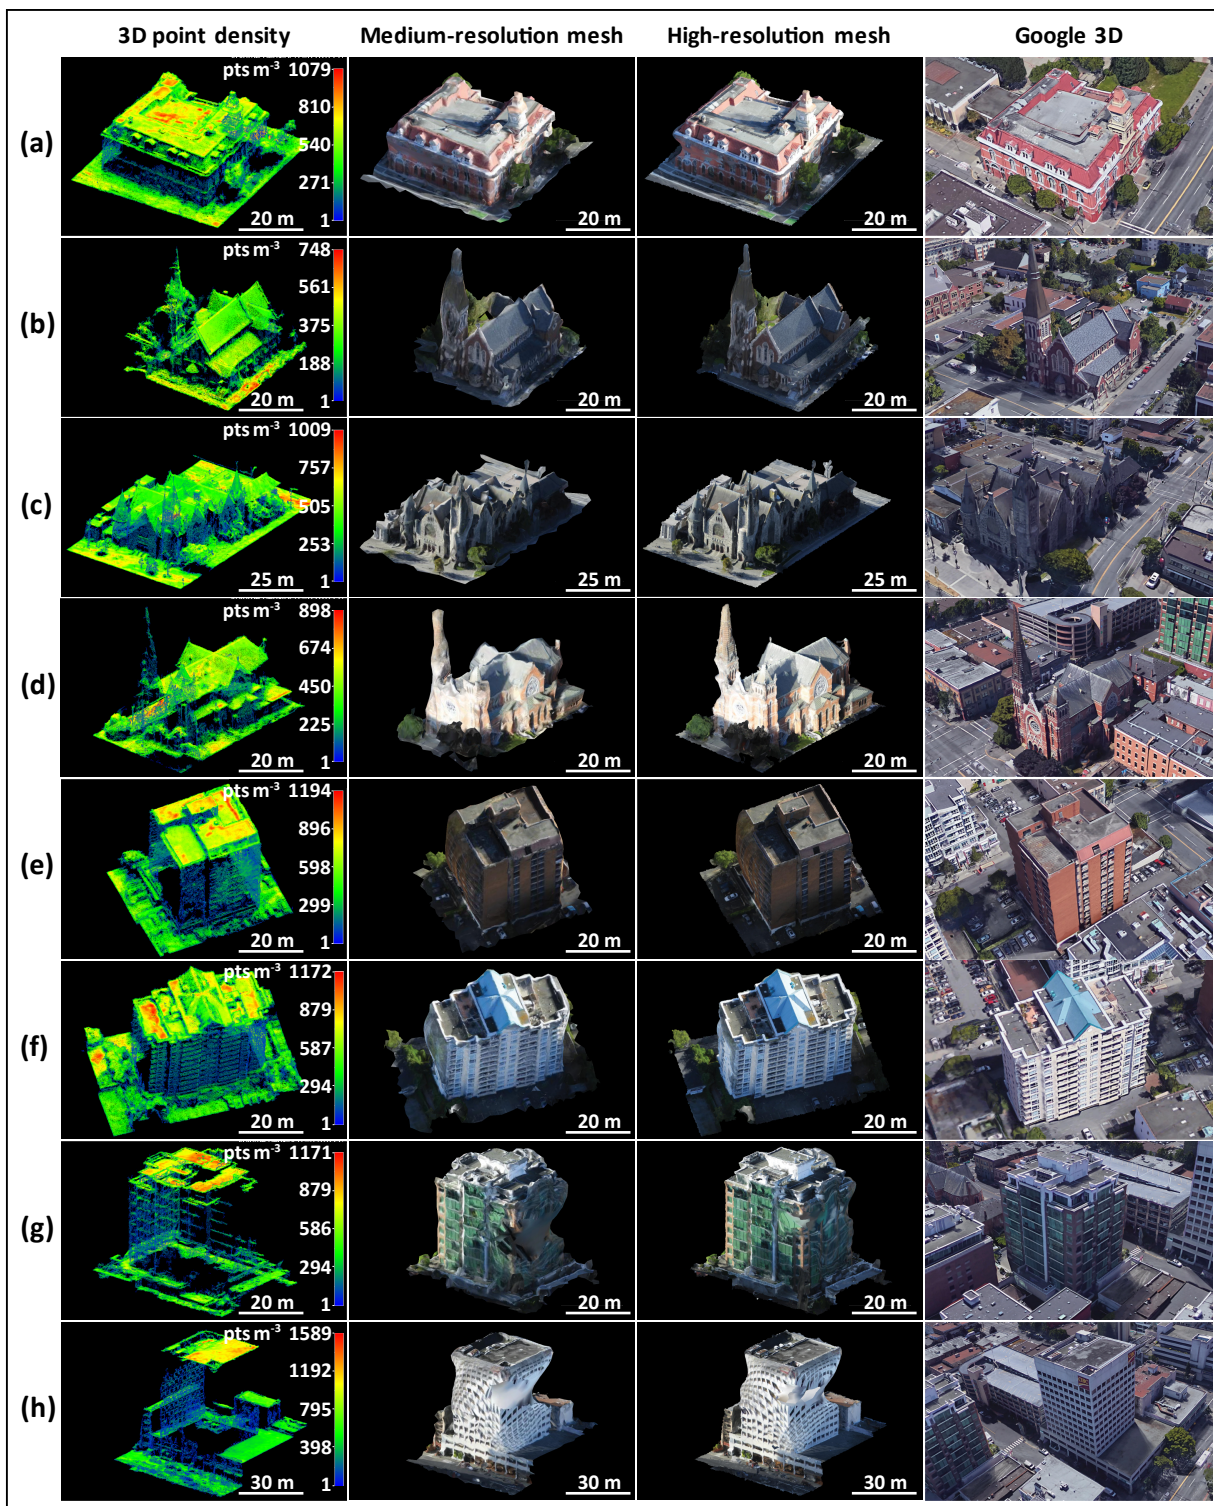 3D point density Medium-resolution mesh High-resolution mesh Google 3D
(a)
pts m-3 1079
810
540
271
1
20 m 20 m 20 m
(b)
pts m-3 748
561
375
188
1
20 m 20 m 20 m
(c)
pts m-3 1009
757
505
253
1
25 m 25 m 25 m
(d)
pts m-3 898
674
450
225
1
20 m 20 m 20 m
(e)
pts m-3 1194
896
598
299
1
20 m 20 m 20 m
(f)
pts m-3 1172
879
587
294
1
20 m 20 m 20 m
(g)
pts m-3 1171
879
586
294
1
20 m 20 m 20 m
(h)
pts m-3 1589
1192
795
398
1
30 m 30 m 30 m